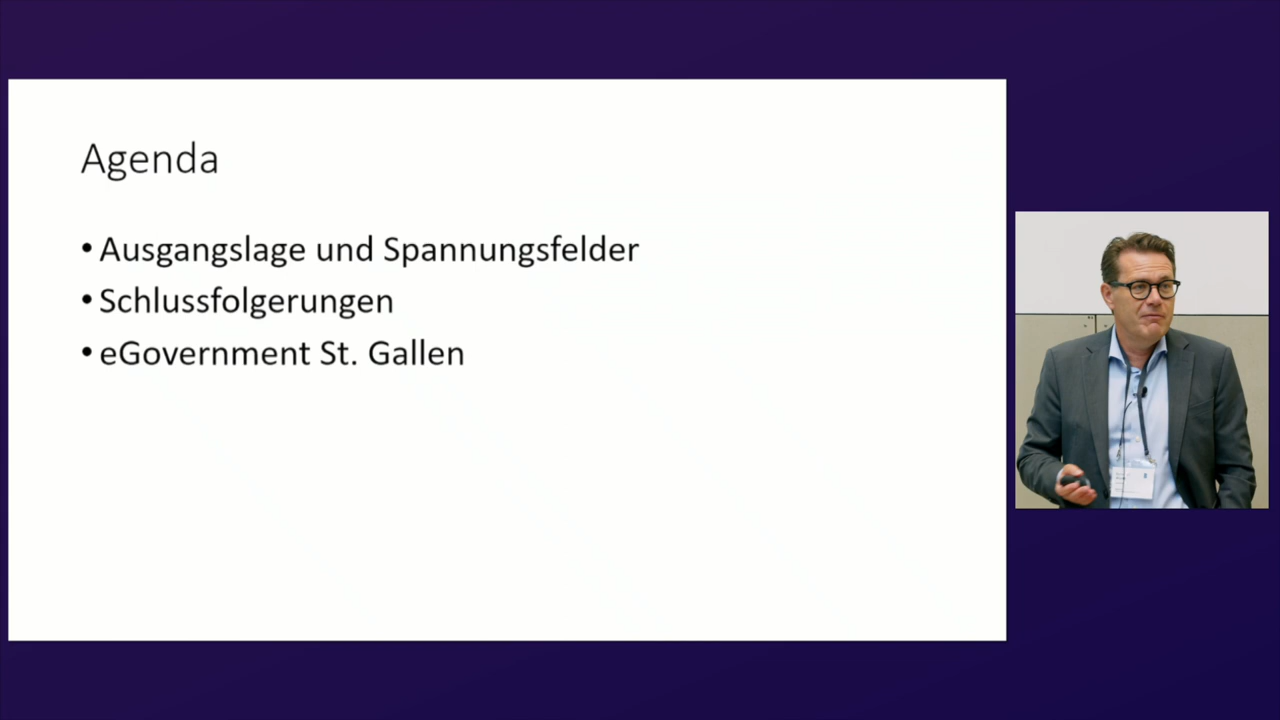 Agenda
• Ausgangslage und Spannungsfelder
• Schlussfolgerungen
• eGovernment St. Gallen